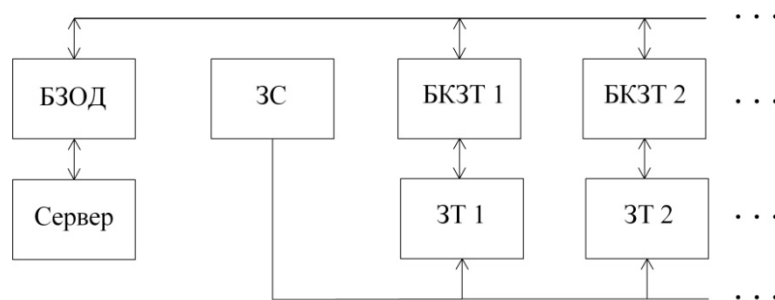 . . .
БЗОД
ЗС
БКЗТ 1
БКЗТ 2
. . .
Сервер
ЗТ 1
ЗТ 2
. . .
. . .